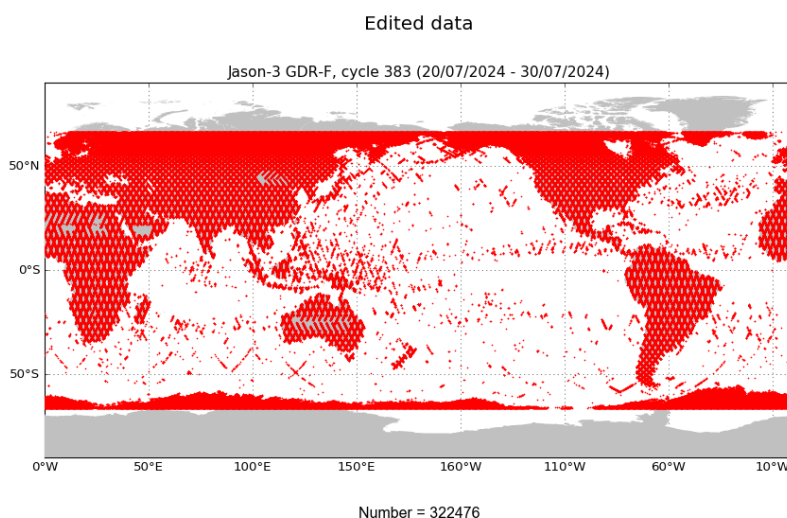 Edited data
Jason-3 GDR-F, cycle 383 (20/07/2024 - 30/07/2024)
50°N
0°S
50°S
0°W 50°E 100°E 150°E 160°W 110°W 60°W 10°W
Number = 322476